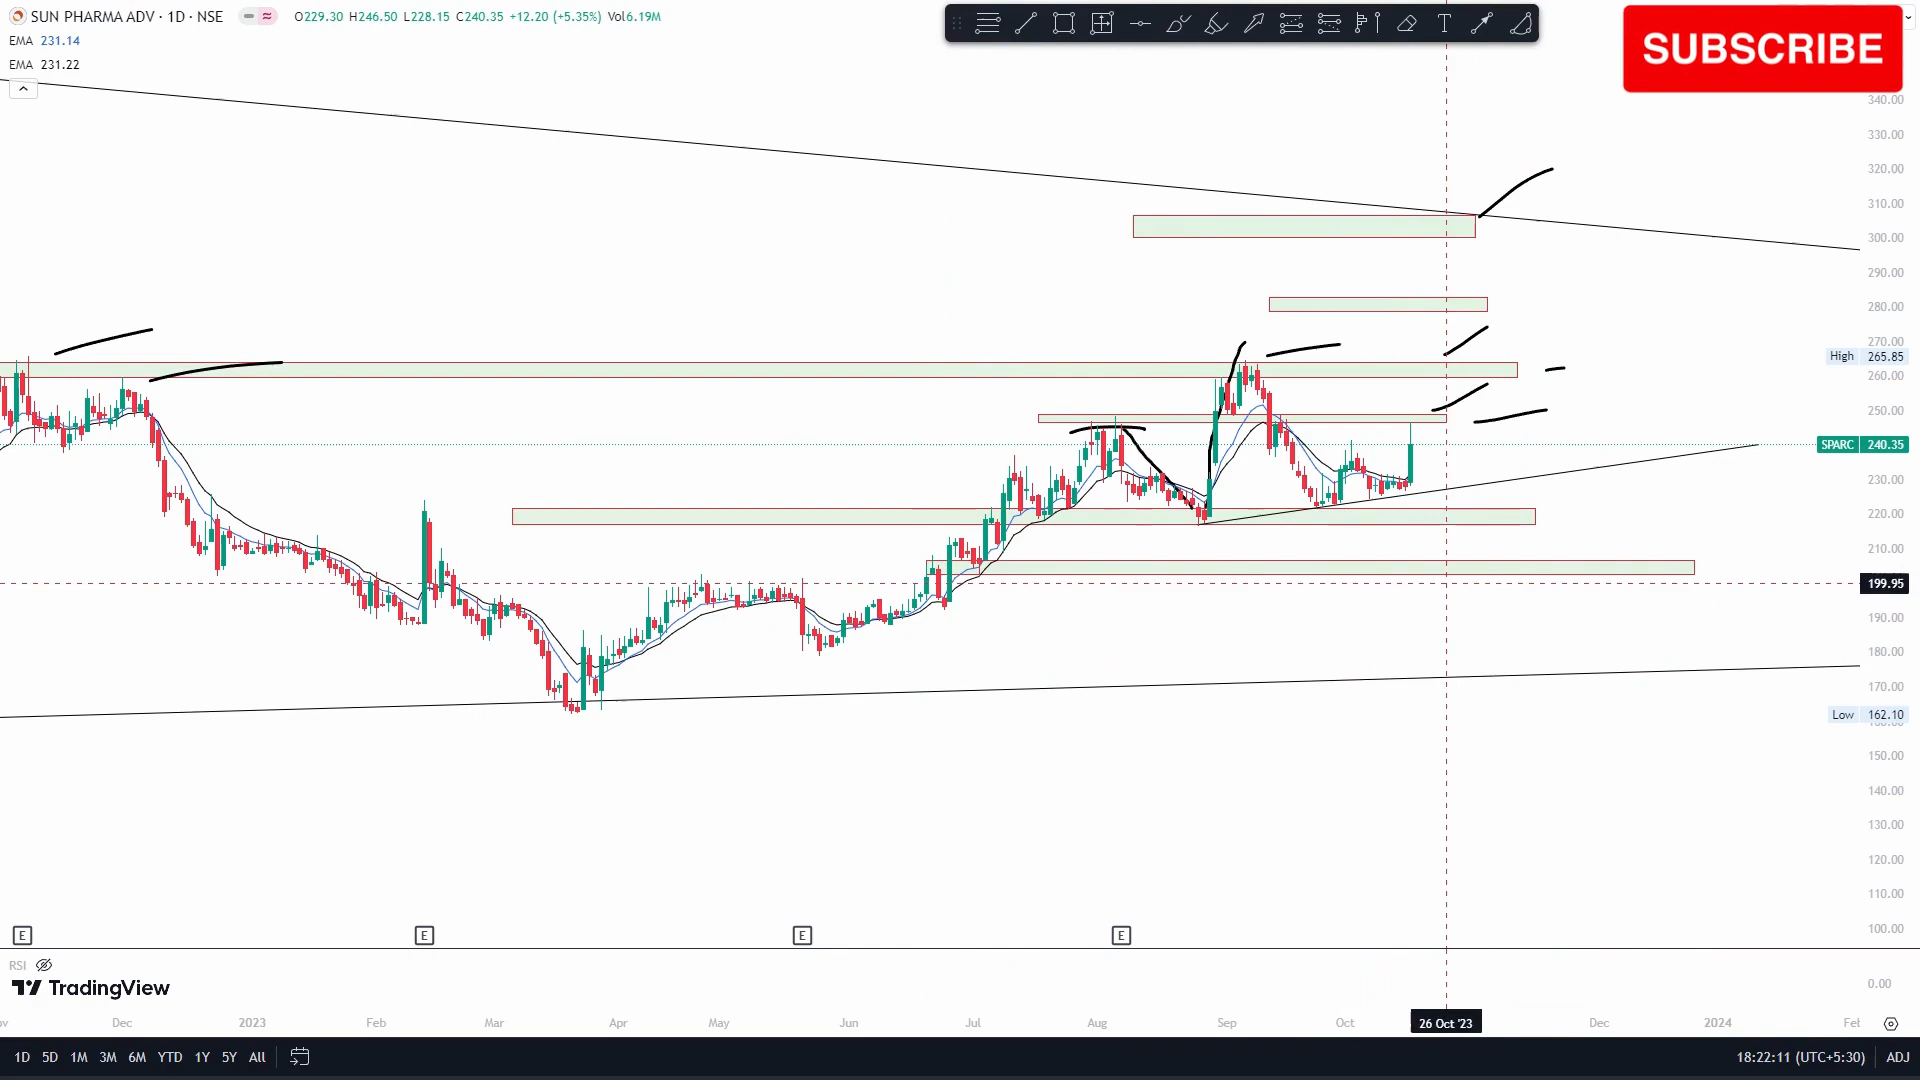 SUN PHARMA ADV · 1D · NSE O229.30 H246.50 L228.15 C240.35 +12.20 (+5.35%) Vol6.19M
EMA 231.14
EMA 231.22
SUBSCRIBE
340.00
330.00
320.00
310.00
300.00
290.00
280.00
270.00
High 265.85
260.00
250.00
SPARC 240.35
230.00
220.00
210.00
199.95
190.00
180.00
170.00
Low 162.10
150.00
140.00
130.00
120.00
110.00
100.00
E E E E
RSI
0.00
TradingView
Dec 2023 Feb Mar Apr May Jun Jul Aug Sep Oct 26 Oct '23 Dec 2024
1D 5D 1M 3M 6M YTD 1Y 5Y All 18:22:11 (UTC+5:30) ADJ